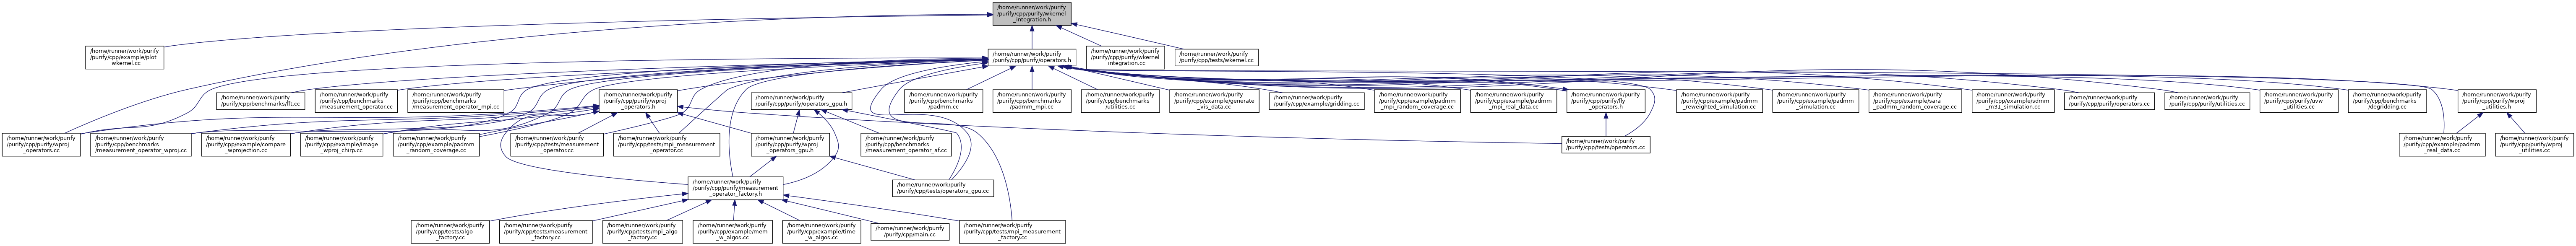 /home/runner/work/purify
/purify/cpp/purify/wkernel
_integration.h
/home/runner/work/purify
/purify/cpp/example/plot
_wkernel.cc
/home/runner/work/purify
/purify/cpp/purify/operators.h
/home/runner/work/purify
/purify/cpp/purify/wkernel
_integration.cc
/home/runner/work/purify
/purify/cpp/tests/wkernel.cc
/home/runner/work/purify
/purify/cpp/benchmarks/fft.cc
/home/runner/work/purify
/purify/cpp/benchmarks
/measurement_operator.cc
/home/runner/work/purify
/purify/cpp/benchmarks
/measurement_operator_mpi.cc
/home/runner/work/purify
/purify/cpp/purify/wproj
_operators.h
/home/runner/work/purify
/purify/cpp/purify/operators_gpu.h
/home/runner/work/purify
/purify/cpp/benchmarks
/padmm.cc
/home/runner/work/purify
/purify/cpp/benchmarks
/padmm_mpi.cc
/home/runner/work/purify
/purify/cpp/benchmarks
/utilities.cc
/home/runner/work/purify
/purify/cpp/example/generate
_vis_data.cc
/home/runner/work/purify
/purify/cpp/example/gridding.cc
/home/runner/work/purify
/purify/cpp/example/padmm
_mpi_random_coverage.cc
/home/runner/work/purify
/purify/cpp/example/padmm
_mpi_real_data.cc
/home/runner/work/purify
/purify/cpp/purify/fly
_operators.h
/home/runner/work/purify
/purify/cpp/example/padmm
_reweighted_simulation.cc
/home/runner/work/purify
/purify/cpp/example/padmm
_simulation.cc
/home/runner/work/purify
/purify/cpp/example/sara
_padmm_random_coverage.cc
/home/runner/work/purify
/purify/cpp/example/sdmm
_m31_simulation.cc
/home/runner/work/purify
/purify/cpp/purify/operators.cc
/home/runner/work/purify
/purify/cpp/purify/utilities.cc
/home/runner/work/purify
/purify/cpp/purify/uvw
_utilities.cc
/home/runner/work/purify
/purify/cpp/benchmarks
/degridding.cc
/home/runner/work/purify
/purify/cpp/purify/wproj
_utilities.h
/home/runner/work/purify
/purify/cpp/purify/wproj
_operators.cc
/home/runner/work/purify
/purify/cpp/benchmarks
/measurement_operator_wproj.cc
/home/runner/work/purify
/purify/cpp/example/compare
_wprojection.cc
/home/runner/work/purify
/purify/cpp/example/image
_wproj_chirp.cc
/home/runner/work/purify
/purify/cpp/example/padmm
_random_coverage.cc
/home/runner/work/purify
/purify/cpp/tests/measurement
_operator.cc
/home/runner/work/purify
/purify/cpp/tests/mpi_measurement
_operator.cc
/home/runner/work/purify
/purify/cpp/purify/wproj
_operators_gpu.h
/home/runner/work/purify
/purify/cpp/benchmarks
/measurement_operator_af.cc
/home/runner/work/purify
/purify/cpp/tests/operators.cc
/home/runner/work/purify
/purify/cpp/example/padmm
_real_data.cc
/home/runner/work/purify
/purify/cpp/purify/wproj
_utilities.cc
/home/runner/work/purify
/purify/cpp/purify/measurement
_operator_factory.h
/home/runner/work/purify
/purify/cpp/tests/operators_gpu.cc
/home/runner/work/purify
/purify/cpp/tests/algo
_factory.cc
/home/runner/work/purify
/purify/cpp/tests/measurement
_factory.cc
/home/runner/work/purify
/purify/cpp/tests/mpi_algo
_factory.cc
/home/runner/work/purify
/purify/cpp/example/mem
_w_algos.cc
/home/runner/work/purify
/purify/cpp/example/time
_w_algos.cc
/home/runner/work/purify
/purify/cpp/main.cc
/home/runner/work/purify
/purify/cpp/tests/mpi_measurement
_factory.cc